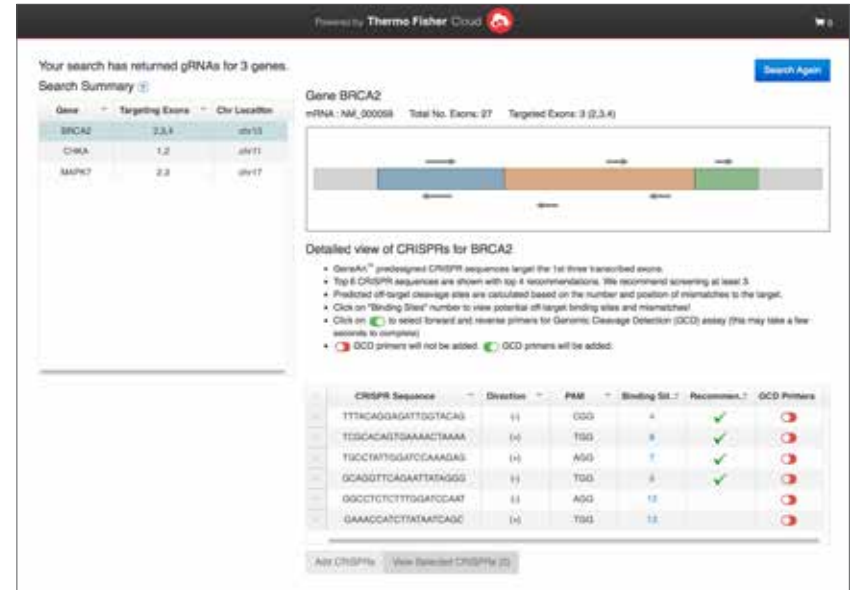 Powered by Thermo Fisher Cloud
0
Your search has returned gRNAs for 3 genes.
Search Again
Search Summary
Gene BRCA2
Gene Targeting Exons Chr Location
mRNA : NM_000059 Total No. Exons: 27 Targeted Exons: 3 (2,3,4)
BRCA2 2,3,4 chr13
CHKA 1,2 chr11
MAPK7 2,3 chr17
Detailed view of CRISPRs for BRCA2
• GeneArt™ predesigned CRISPR sequences target the 1st three transcribed exons.
• Top 6 CRISPR sequences are shown with top 4 recommendations. We recommend screening at least 3.
• Predicted off-target cleavage sites are calculated based on the number and position of mismatches to the target.
• Click on "Binding Sites" number to view potential off-target binding sites and mismatches!
• Click on to select forward and reverse primers for Genomic Cleavage Detection (GCD) assay (this may take a few
seconds to complete)
• GCD primers will not be added. GCD primers will be added.
CRISPR Sequence Direction PAM Binding Sit.. Recommen.. GCD Primers
TTTACAGGAGATTGGTACAG (-) CGG
TCGCACAGTGAAAACTAAAA (+) TGG
TGCCTATTGGATCCAAAGAG (+) AGG 7
GCAGGTTCAGAATTATAGGG (-) TGG
GGCCTCTCTTTGGATCCAAT (-) AGG 12
GAAACCATCTTATAATCAGC (+) TGG 13
Add CRISPRs View Selected CRISPRs (0)